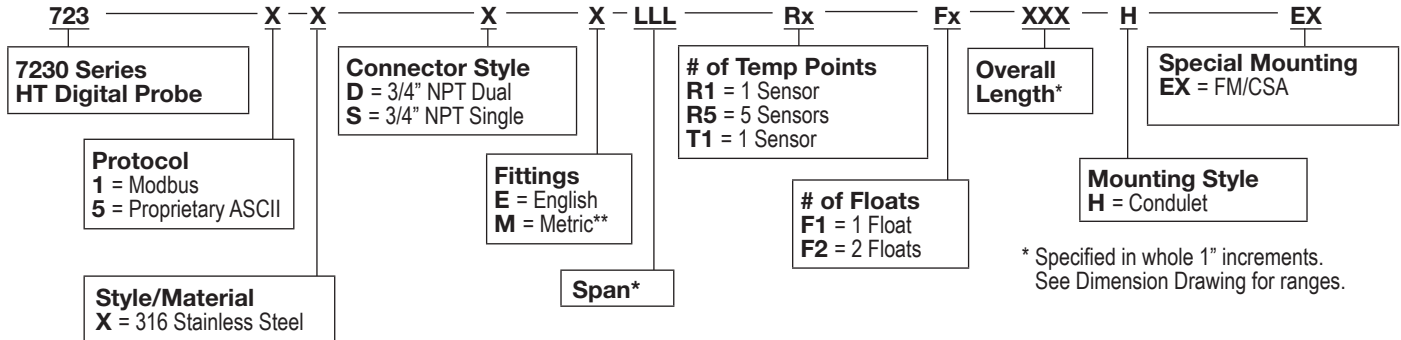 723 X X X X LLL Rx Fx XXX H EX
7230 Series
HT Digital Probe
Connector Style
D = 3/4” NPT Dual
S = 3/4” NPT Single
# of Temp Points
R1 = 1 Sensor
R5 = 5 Sensors
T1 = 1 Sensor
Overall
Length*
Special Mounting
EX = FM/CSA
Protocol
1 = Modbus
5 = Proprietary ASCII
Fittings
E = English
M = Metric**
# of Floats
F1 = 1 Float
F2 = 2 Floats
Mounting Style
H = Condulet
Style/Material
X = 316 Stainless Steel
Span*
* Specified in whole 1” increments.
See Dimension Drawing for ranges.